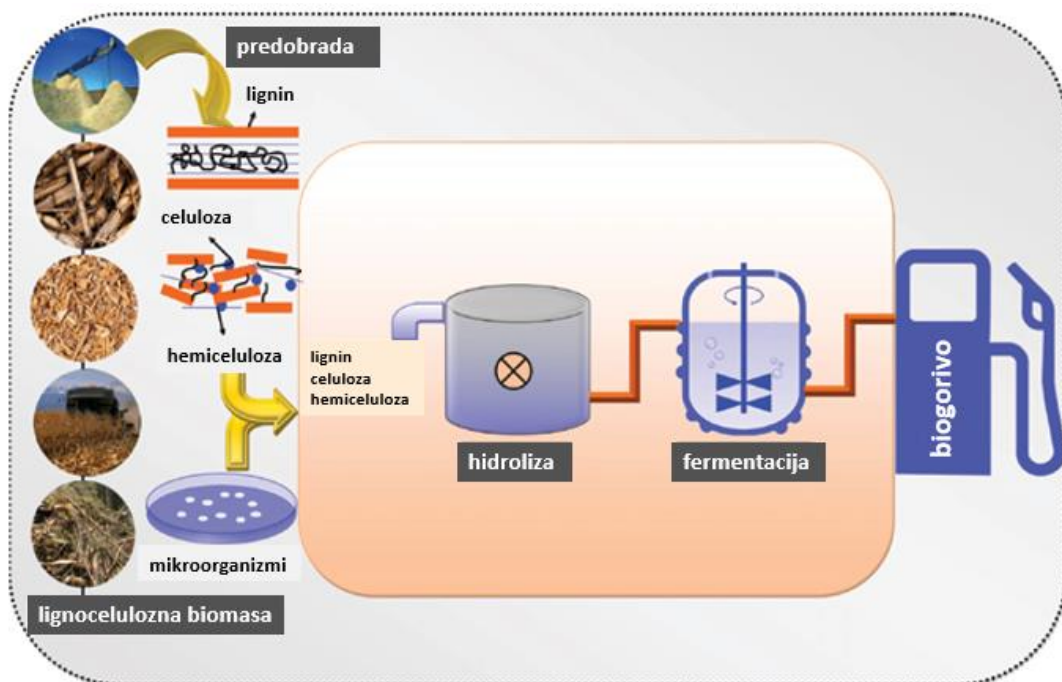 predobrada
lignin
celuloza
hemiceluloza
lignin
celuloza
hemiceluloza
hidroliza
fermentacija
biogorivo
mikroorganizmi
lignocelulozna biomasa